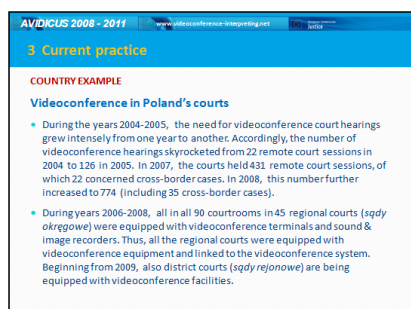 AVIDICUS 2008 - 2011 www.videoconference-interpreting.net Justice
3 Current practice
COUNTRY EXAMPLE
Videoconference in Poland's courts
• During the years 2004-2005, the need for videoconference court hearings
grew intensely from one year to another. Accordingly, the number of
videoconference hearings skyrocketed from 22 remote court sessions in
2004 to 126 in 2005. In 2007, the courts held 431 remote court sessions, of
which 22 concerned cross-border cases. In 2008, this number further
increased to 774 (including 35 cross-border cases).
• During years 2006-2008, all in all 90 courtrooms in 45 regional courts (sądy
okręgowe) were equipped with videoconference terminals and sound &
image recorders. Thus, all the regional courts were equipped with
videoconference equipment and linked to the videoconference system.
Beginning from 2009, also district courts (sądy rejonowe) are being
equipped with videoconference facilities.